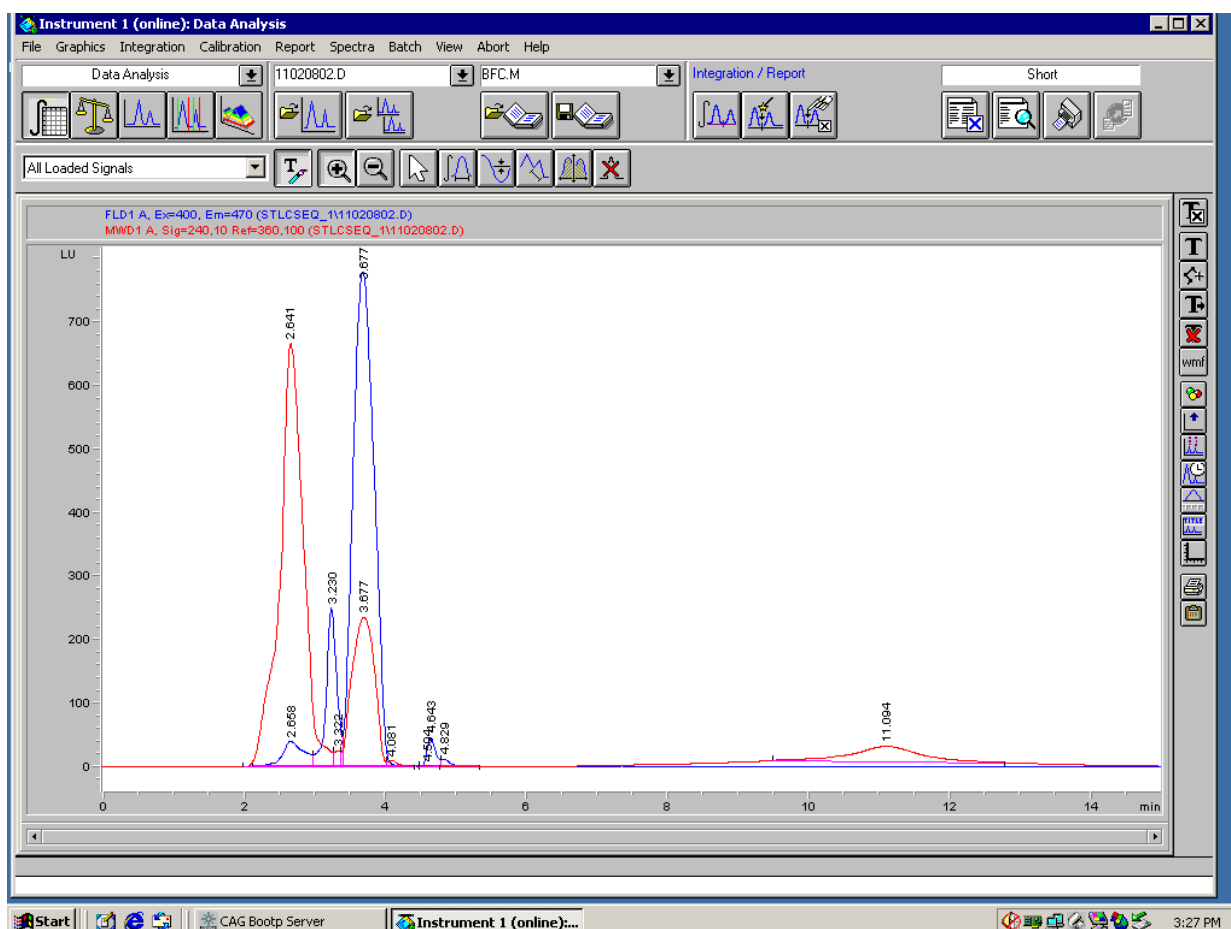 Instrument 1 (online): Data Analysis
File Graphics Integration Calibration Report Spectra Batch View Abort Help
Data Analysis 11020802.D BFC.M Integration / Report Short
All Loaded Signals
FLD1 A, Ex=400, Em=470 (STLCSEQ_1\11020802.D)
MWD1 A, Sig=240,10 Ref=360,100 (STLCSEQ_1\11020802.D)
LU
700
600
500
400
300
200
100
0
2.641
2.658
3.230
3.322
3.677
3.677
4.081
4.643
4.829
11.094
0 2 4 6 8 10 12 14 min
wmf
TITLE
Start CAG Bootp Server Instrument 1 (online):... 3:27 PM